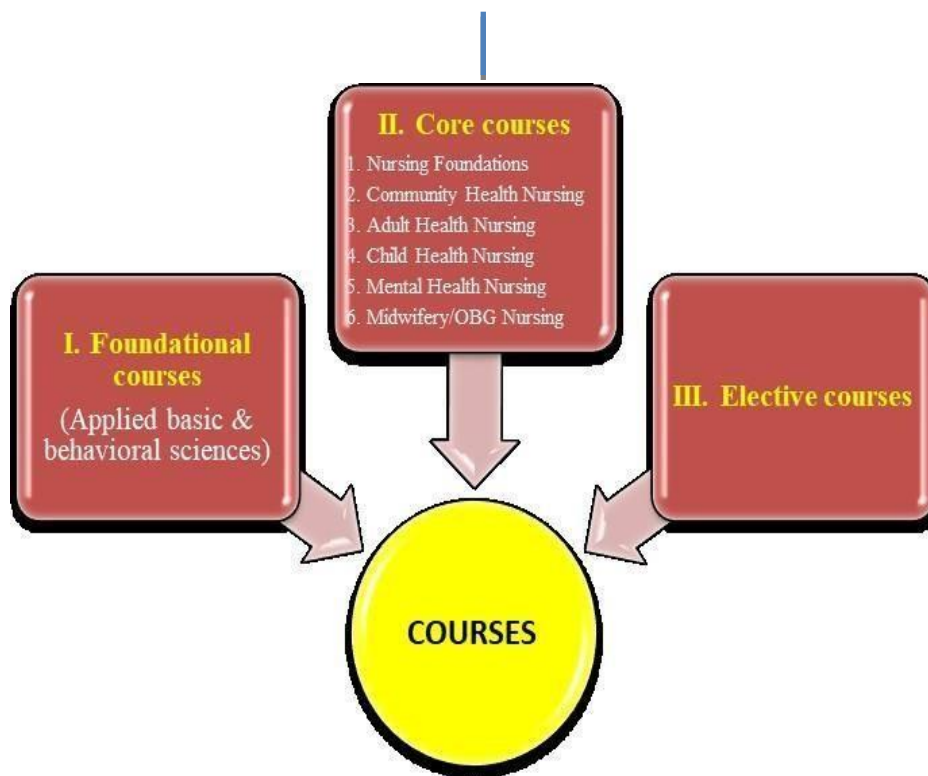 II. Core courses
1. Nursing Foundations
2. Community Health Nursing
3. Adult Health Nursing
4. Child Health Nursing
5. Mental Health Nursing
6. Midwifery/OBG Nursing
I. Foundational
courses
(Applied basic &
behavioral sciences)
III. Elective courses
COURSES